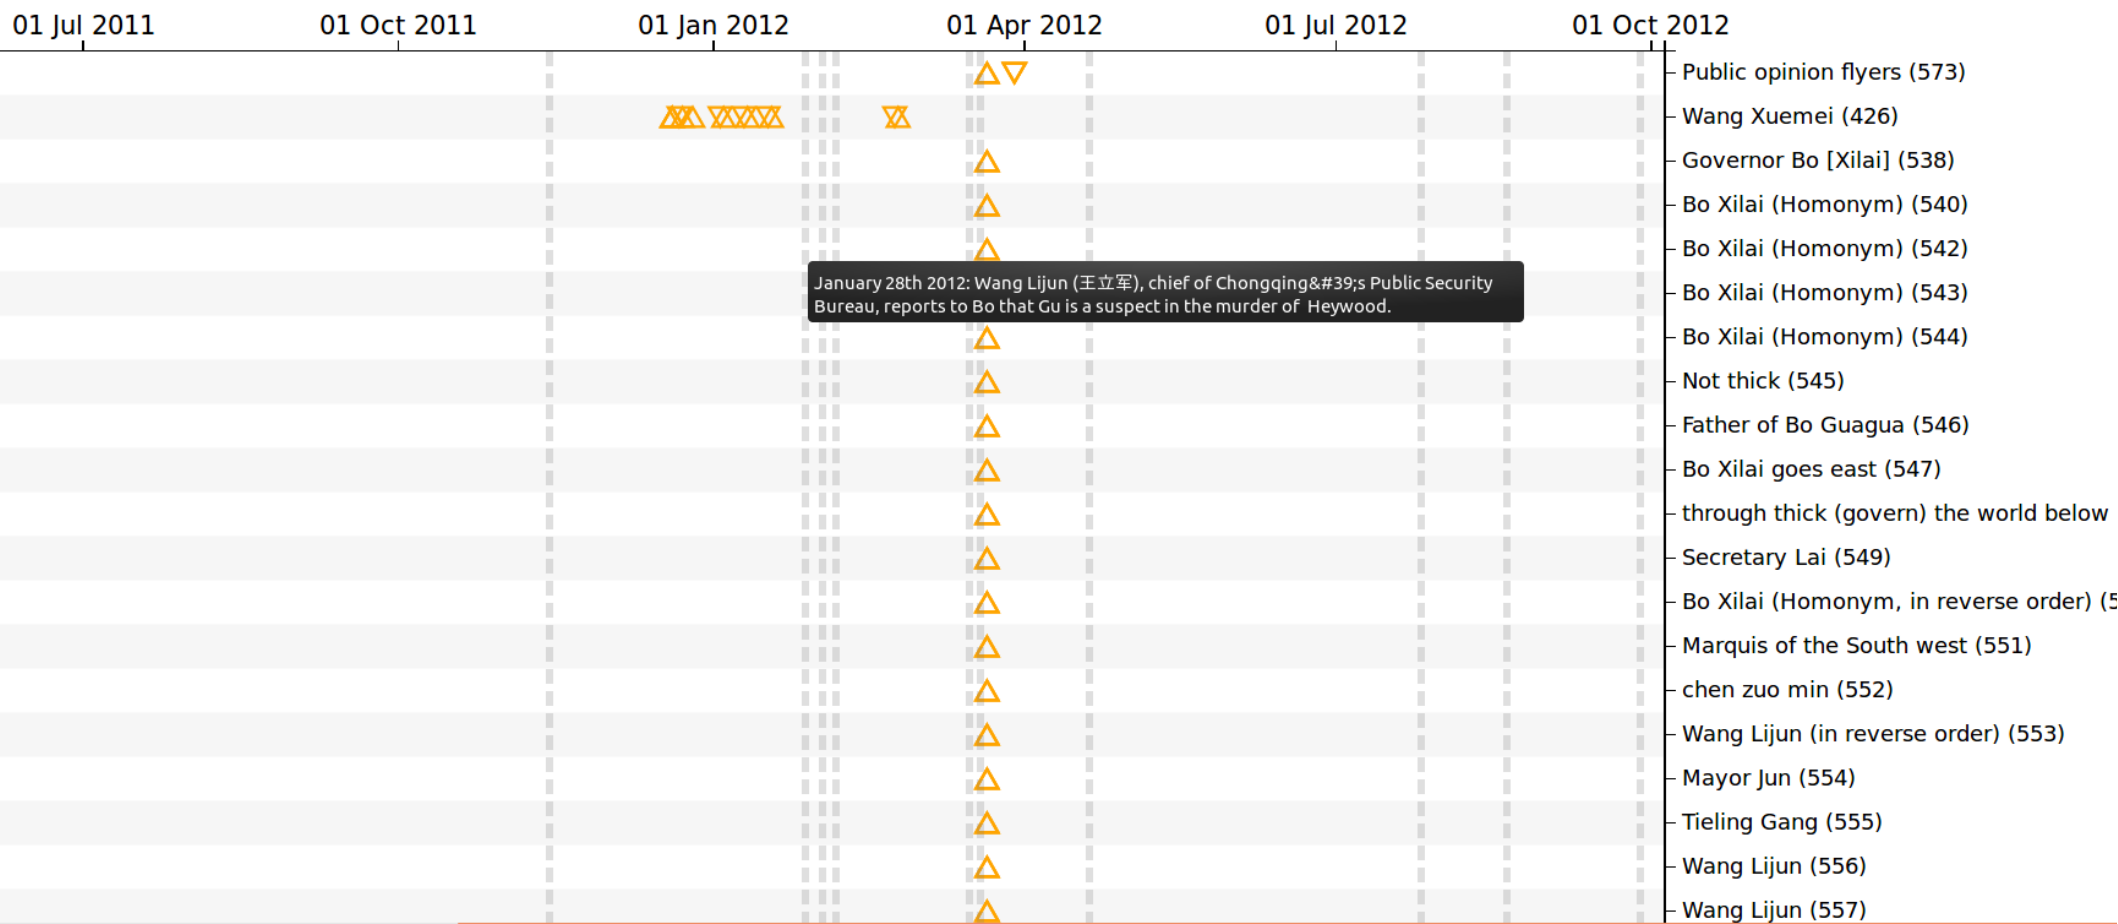 01 Jul 2011 01 Oct 2011 01 Jan 2012 01 Apr 2012 01 Jul 2012 01 Oct 2012
Public opinion flyers (573)
Wang Xuemei (426)
Governor Bo [Xilai] (538)
Bo Xilai (Homonym) (540)
Bo Xilai (Homonym) (542)
January 28th 2012: Wang Lijun (王立军), chief of Chongqing&#39;s Public Security
Bureau, reports to Bo that Gu is a suspect in the murder of Heywood.
Bo Xilai (Homonym) (543)
Bo Xilai (Homonym) (544)
Not thick (545)
Father of Bo Guagua (546)
Bo Xilai goes east (547)
through thick (govern) the world below
Secretary Lai (549)
Bo Xilai (Homonym, in reverse order) (5
Marquis of the South west (551)
chen zuo min (552)
Wang Lijun (in reverse order) (553)
Mayor Jun (554)
Tieling Gang (555)
Wang Lijun (556)
Wang Lijun (557)